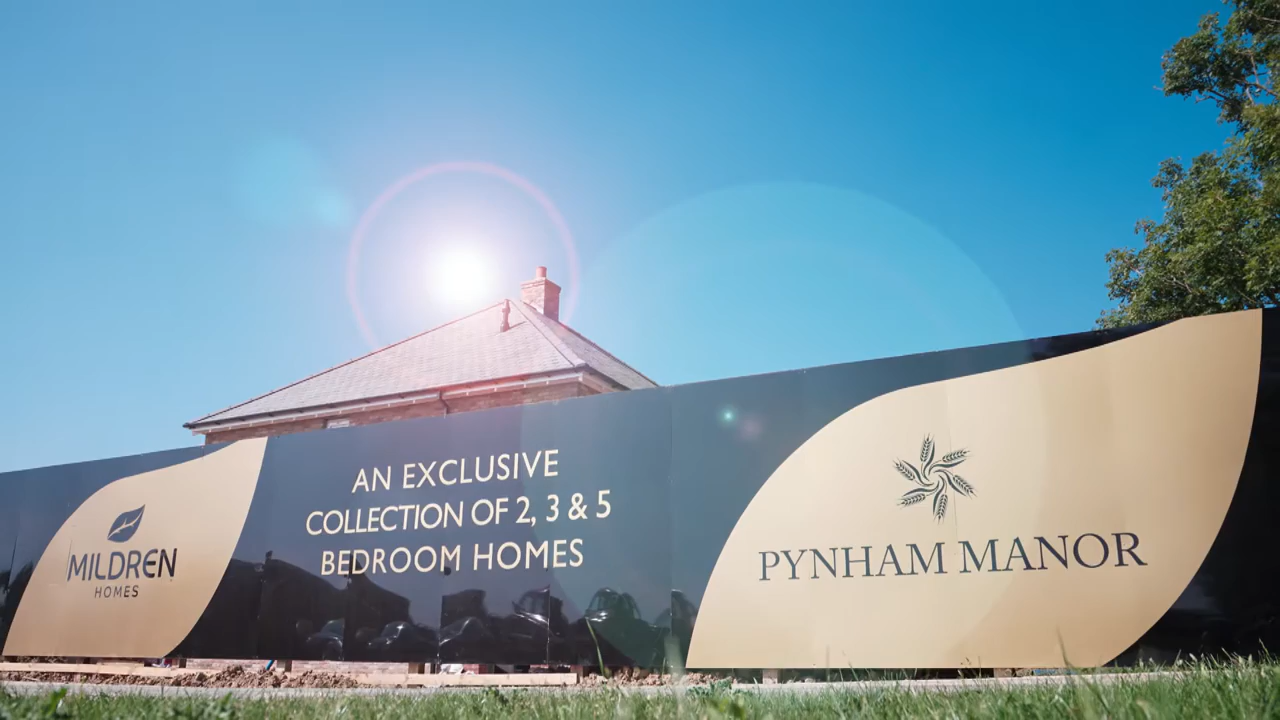 MILDREN
HOMES
AN EXCLUSIVE
COLLECTION OF 2, 3 & 5
BEDROOM HOMES
PYNHAM MANOR